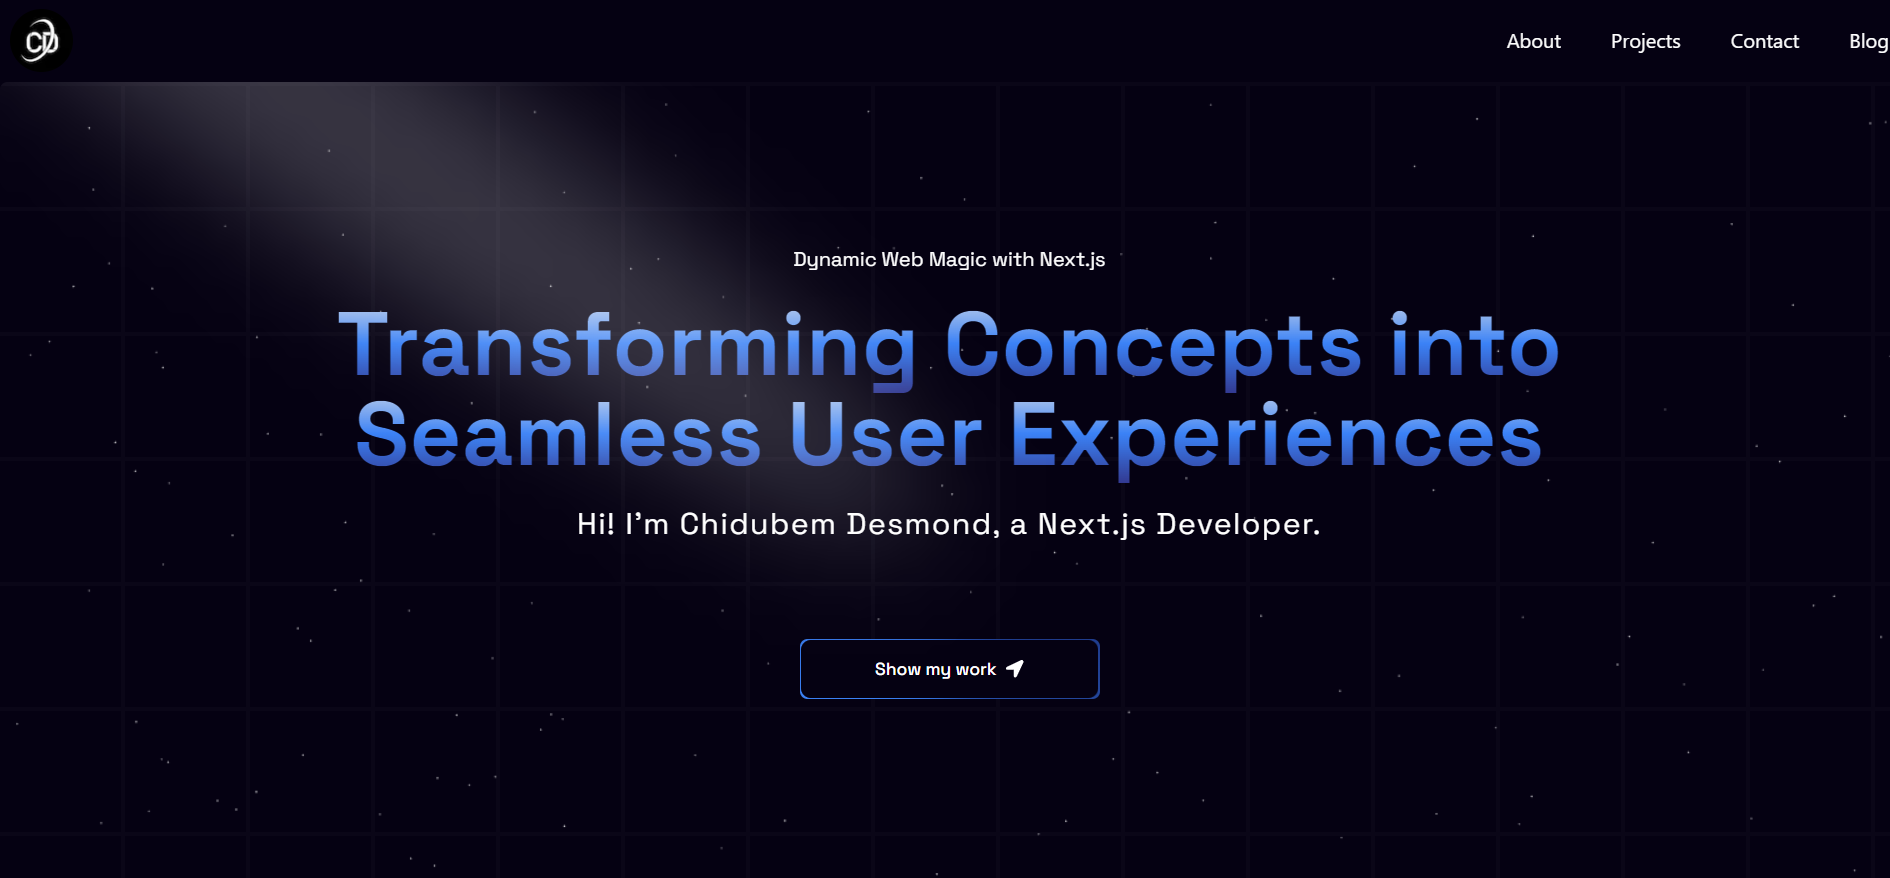 CD
About Projects Contact Blog
Dynamic Web Magic with Next.js
Transforming Concepts into
Seamless User Experiences
Hi! I’m Chidubem Desmond, a Next.js Developer.
Show my work